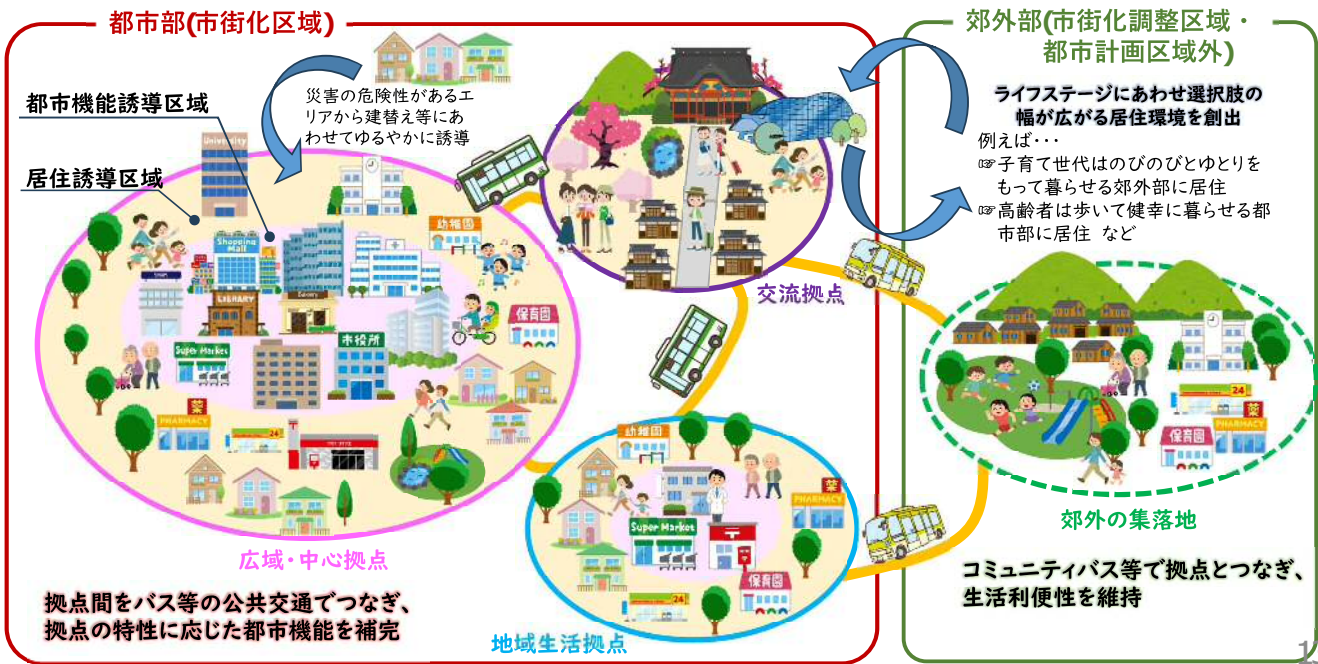 都市部(市街化区域)
都市機能誘導区域
居住誘導区域
災害の危険性があるエ
リアから建替え等にあ
わせてゆるやかに誘導
University
Shopping
Mall
LIBRARY
Super Market
市役所
幼稚園
保育園
薬
PHARMACY
24
広域・中心拠点
拠点間をバス等の公共交通でつなぎ、
拠点の特性に応じた都市機能を補完
交流拠点
幼稚園
Super Market
薬
PHARMACY
保育園
24
地域生活拠点
郊外部(市街化調整区域・
都市計画区域外)
ライフステージにあわせ選択肢の
幅が広がる居住環境を創出
例えば・・・
☞子育て世代はのびのびとゆとりを
もって暮らせる郊外部に居住
☞高齢者は歩いて健幸に暮らせる都
市部に居住 など
24
薬
PHARMACY
保育園
郊外の集落地
コミュニティバス等で拠点とつなぎ、
生活利便性を維持